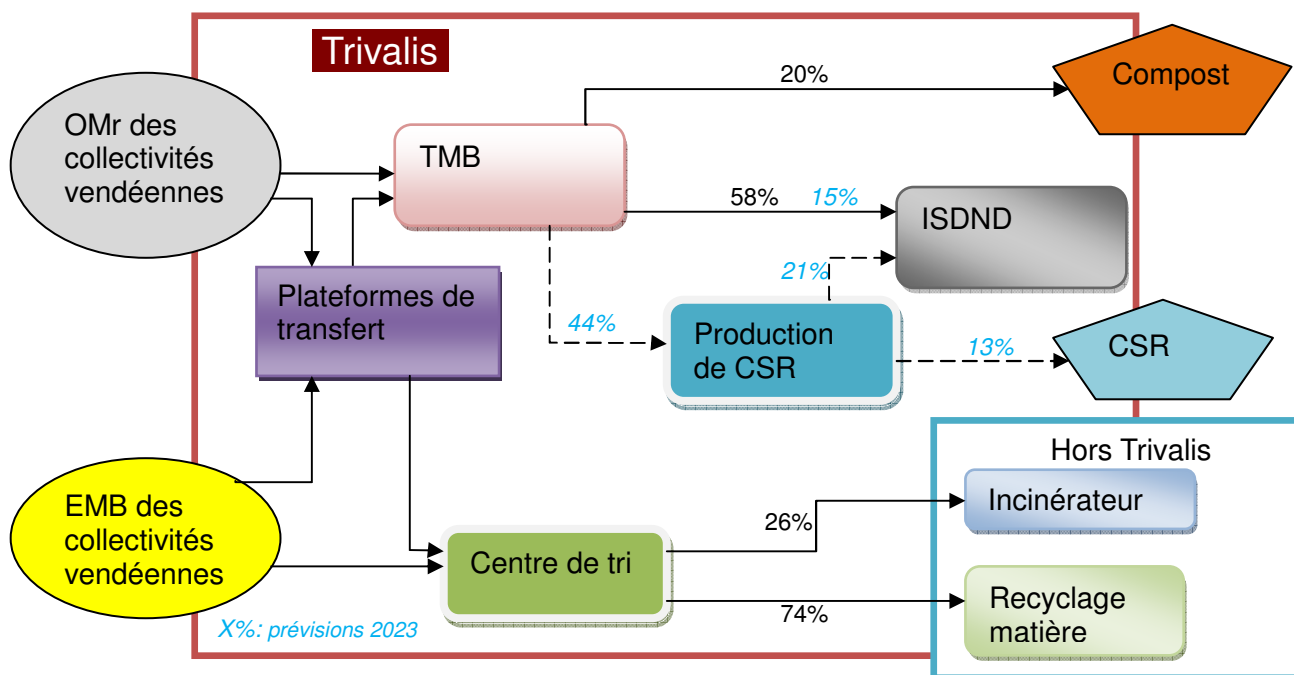 Trivalis
20%
Compost
OMr des
collectivités
vendéennes
TMB
58%
15%
ISDND
21%
Plateformes de
transfert
44%
Production
de CSR
13%
CSR
Hors Trivalis
Incinérateur
EMB des
collectivités
vendéennes
26%
Centre de tri
74%
Recyclage
matière
X%: prévisions 2023